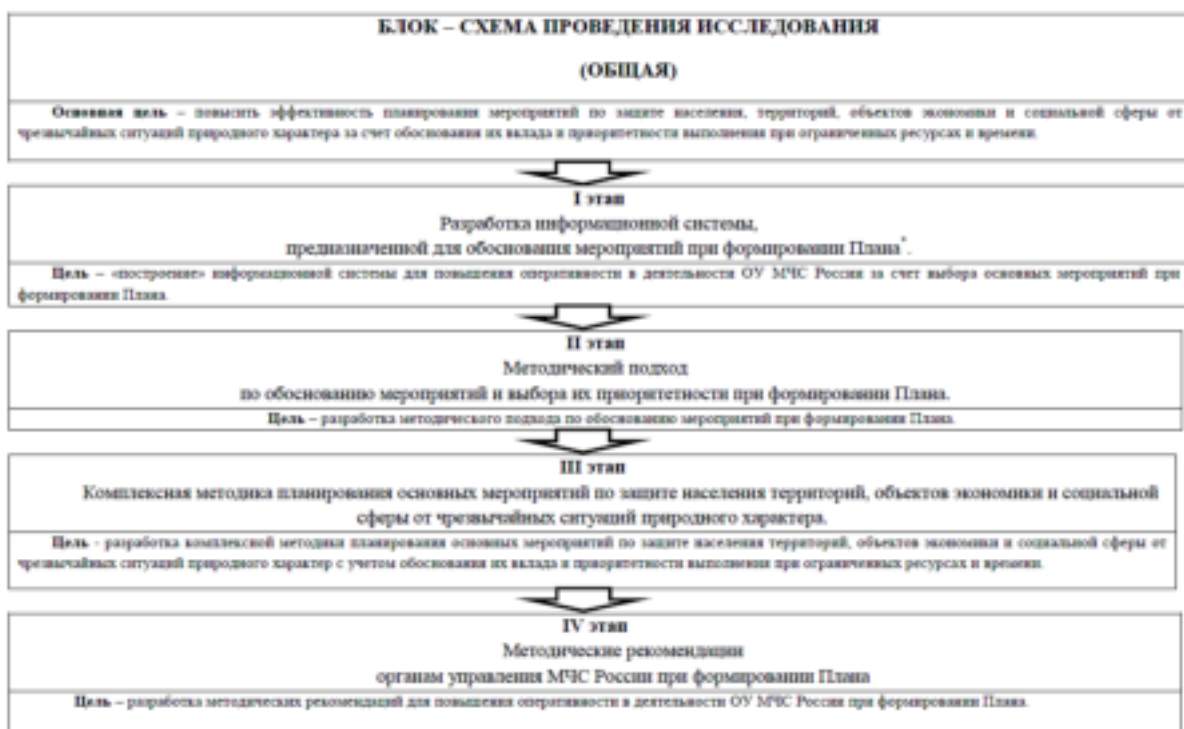 БЛОК – СХЕМА ПРОВЕДЕНИЯ ИССЛЕДОВАНИЯ
(ОБЩАЯ)
Основная цель – повысить эффективность планирования мероприятий по защите населения, территорий, объектов экономики и социальной сферы от
чрезвычайных ситуаций природного характера за счет обоснования их вклада и приоритетности выполнения при ограниченных ресурсах и времени.
I этап
Разработка информационной системы,
предназначенной для обоснования мероприятий при формировании Плана*.
Цель – «построение» информационной системы для повышения оперативности в деятельности ОУ МЧС России за счет выбора основных мероприятий при
формировании Плана.
II этап
Методический подход
по обоснованию мероприятий и выбора их приоритетности при формировании Плана.
Цель – разработка методического подхода по обоснованию мероприятий при формировании Плана.
III этап
Комплексная методика планирования основных мероприятий по защите населения территорий, объектов экономики и социальной
сферы от чрезвычайных ситуаций природного характера.
Цель - разработка комплексной методики планирования основных мероприятий по защите населения территорий, объектов экономики и социальной сферы от
чрезвычайных ситуаций природного характер с учетом обоснования их вклада и приоритетности выполнения при ограниченных ресурсах и времени.
IV этап
Методические рекомендации
органам управления МЧС России при формировании Плана
Цель – разработка методических рекомендаций для повышения оперативности в деятельности ОУ МЧС России при формировании Плана.